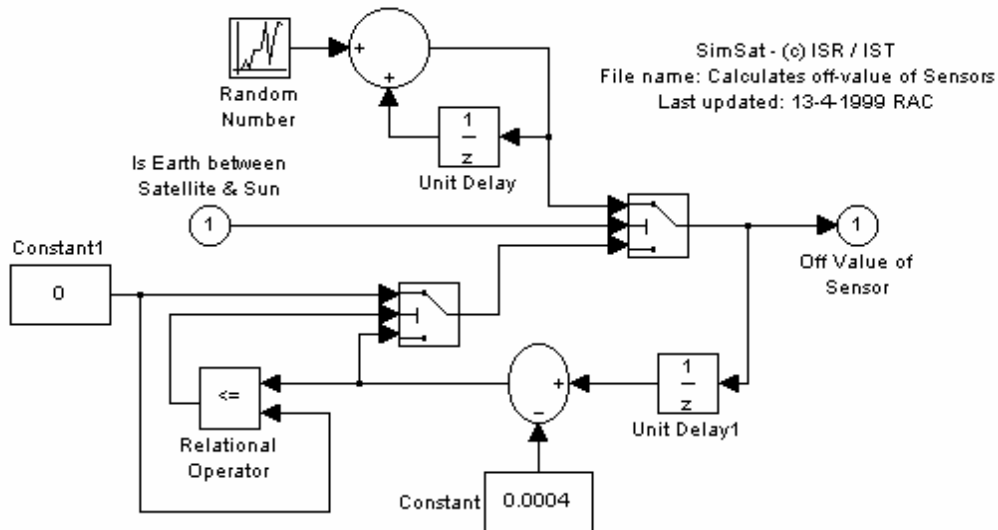 SimSat - (c) ISR / IST
File name: Calculates off-value of Sensors
Last updated: 13-4-1999 RAC
+
+
Random
Number
1
z
Unit Delay
Is Earth between
Satellite & Sun
1
1
Off Value of
Sensor
Constant1
0
<=
Relational
Operator
+
−
1
z
Unit Delay1
Constant
0.0004